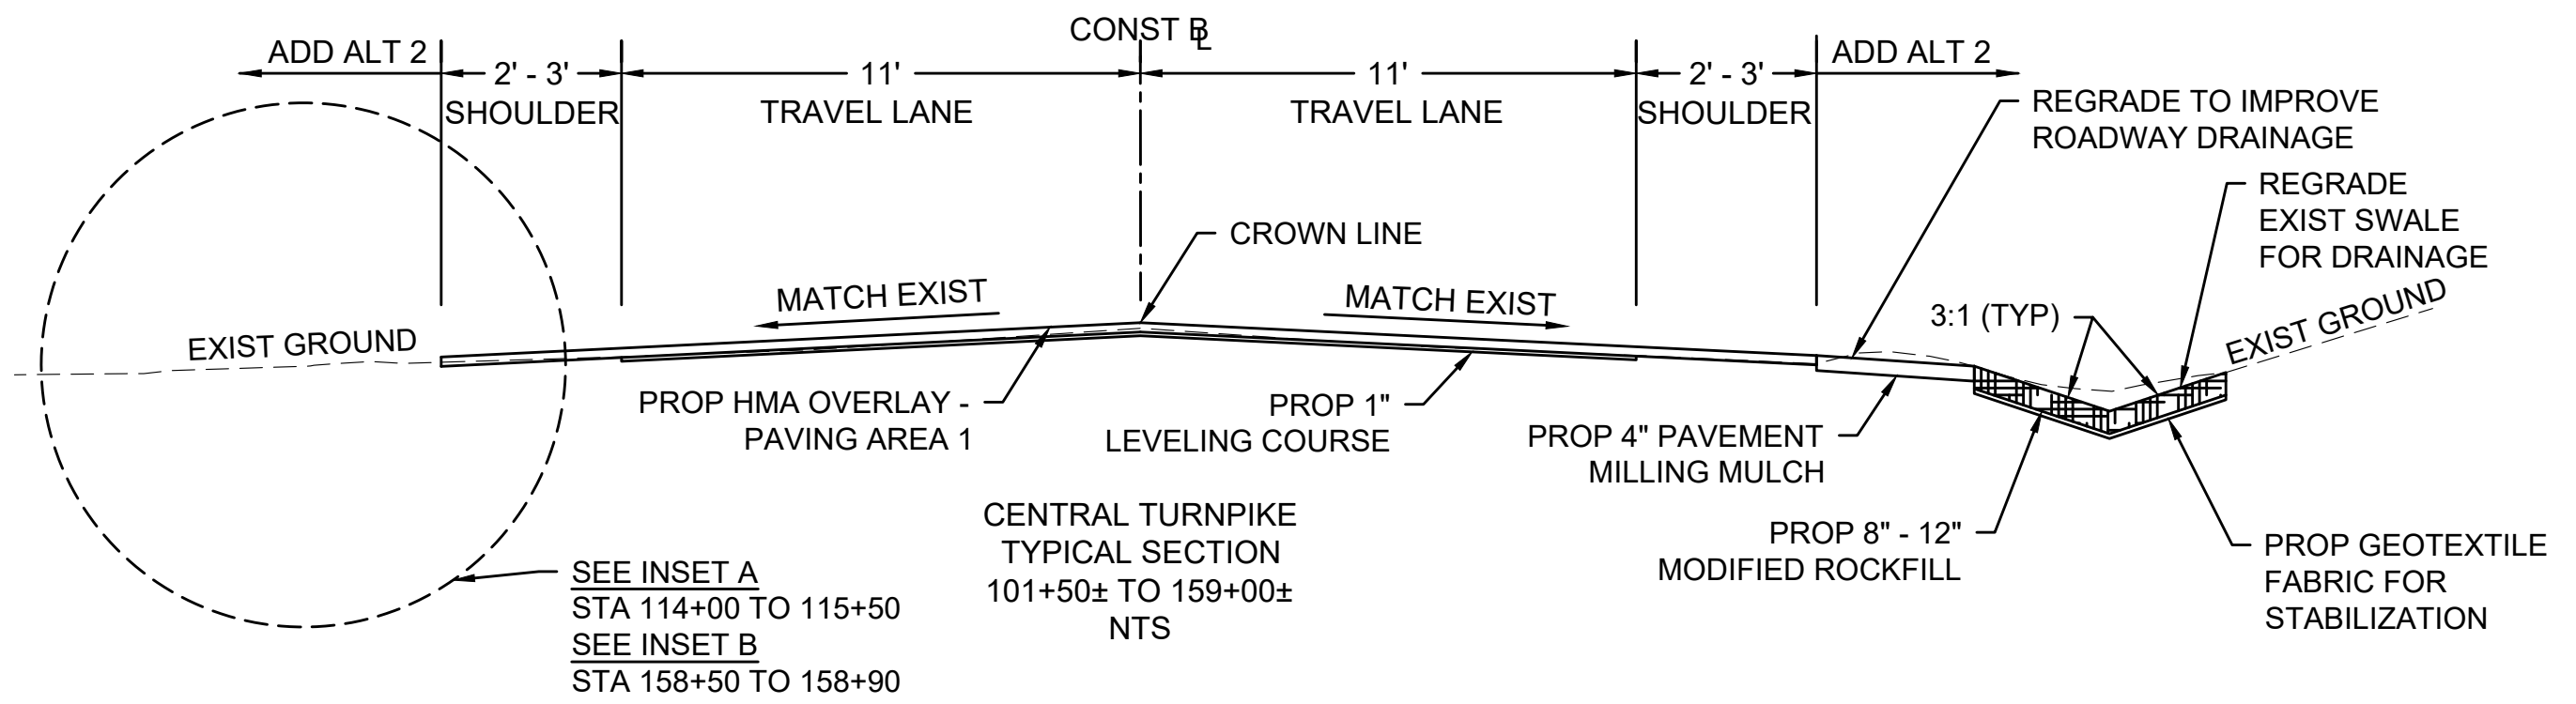 CONST BL
ADD ALT 2
2' - 3'
SHOULDER
11'
TRAVEL LANE
11'
TRAVEL LANE
2' - 3'
SHOULDER
ADD ALT 2
REGRADE TO IMPROVE
ROADWAY DRAINAGE
REGRADE
EXIST SWALE
FOR DRAINAGE
CROWN LINE
MATCH EXIST
MATCH EXIST
EXIST GROUND
3:1 (TYP)
EXIST GROUND
PROP HMA OVERLAY -
PAVING AREA 1
PROP 1"
LEVELING COURSE
PROP 4" PAVEMENT
MILLING MULCH
PROP 8" - 12"
MODIFIED ROCKFILL
PROP GEOTEXTILE
FABRIC FOR
STABILIZATION
CENTRAL TURNPIKE
TYPICAL SECTION
101+50± TO 159+00±
NTS
SEE INSET A
STA 114+00 TO 115+50
SEE INSET B
STA 158+50 TO 158+90